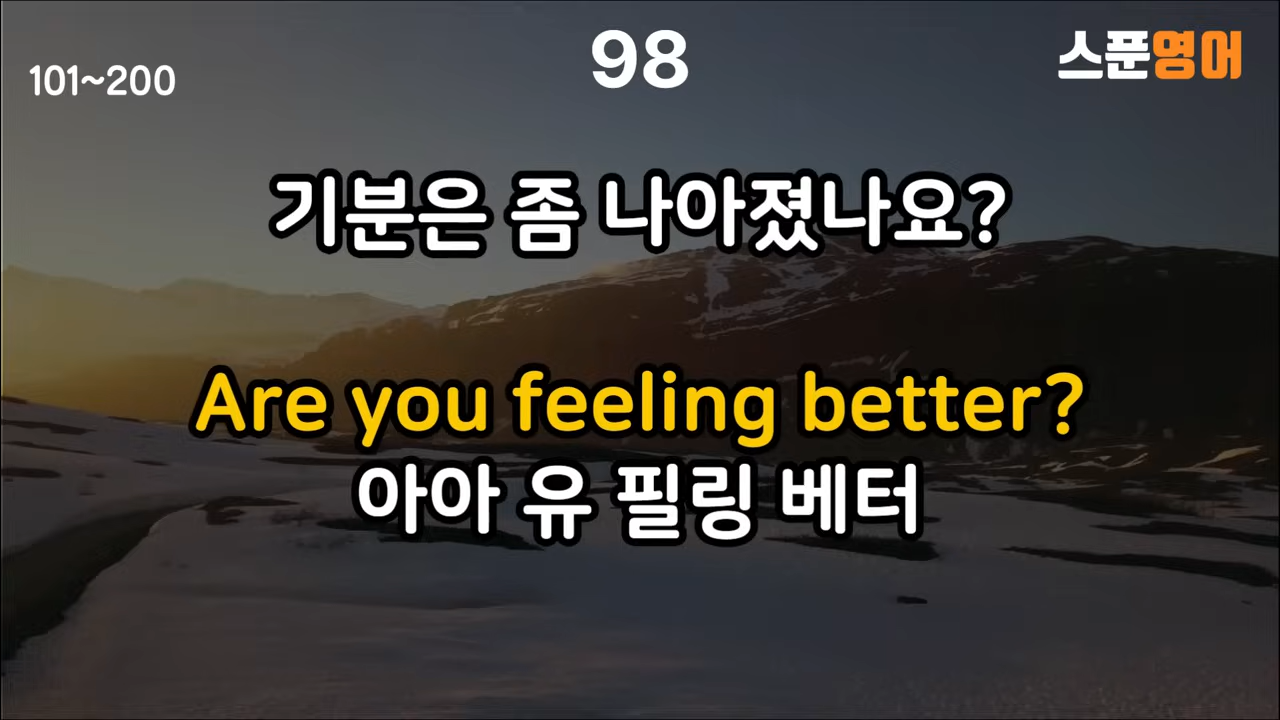 101~200
98
스푼영어
기분은 좀 나아졌나요?
Are you feeling better?
아아 유 필링 베터